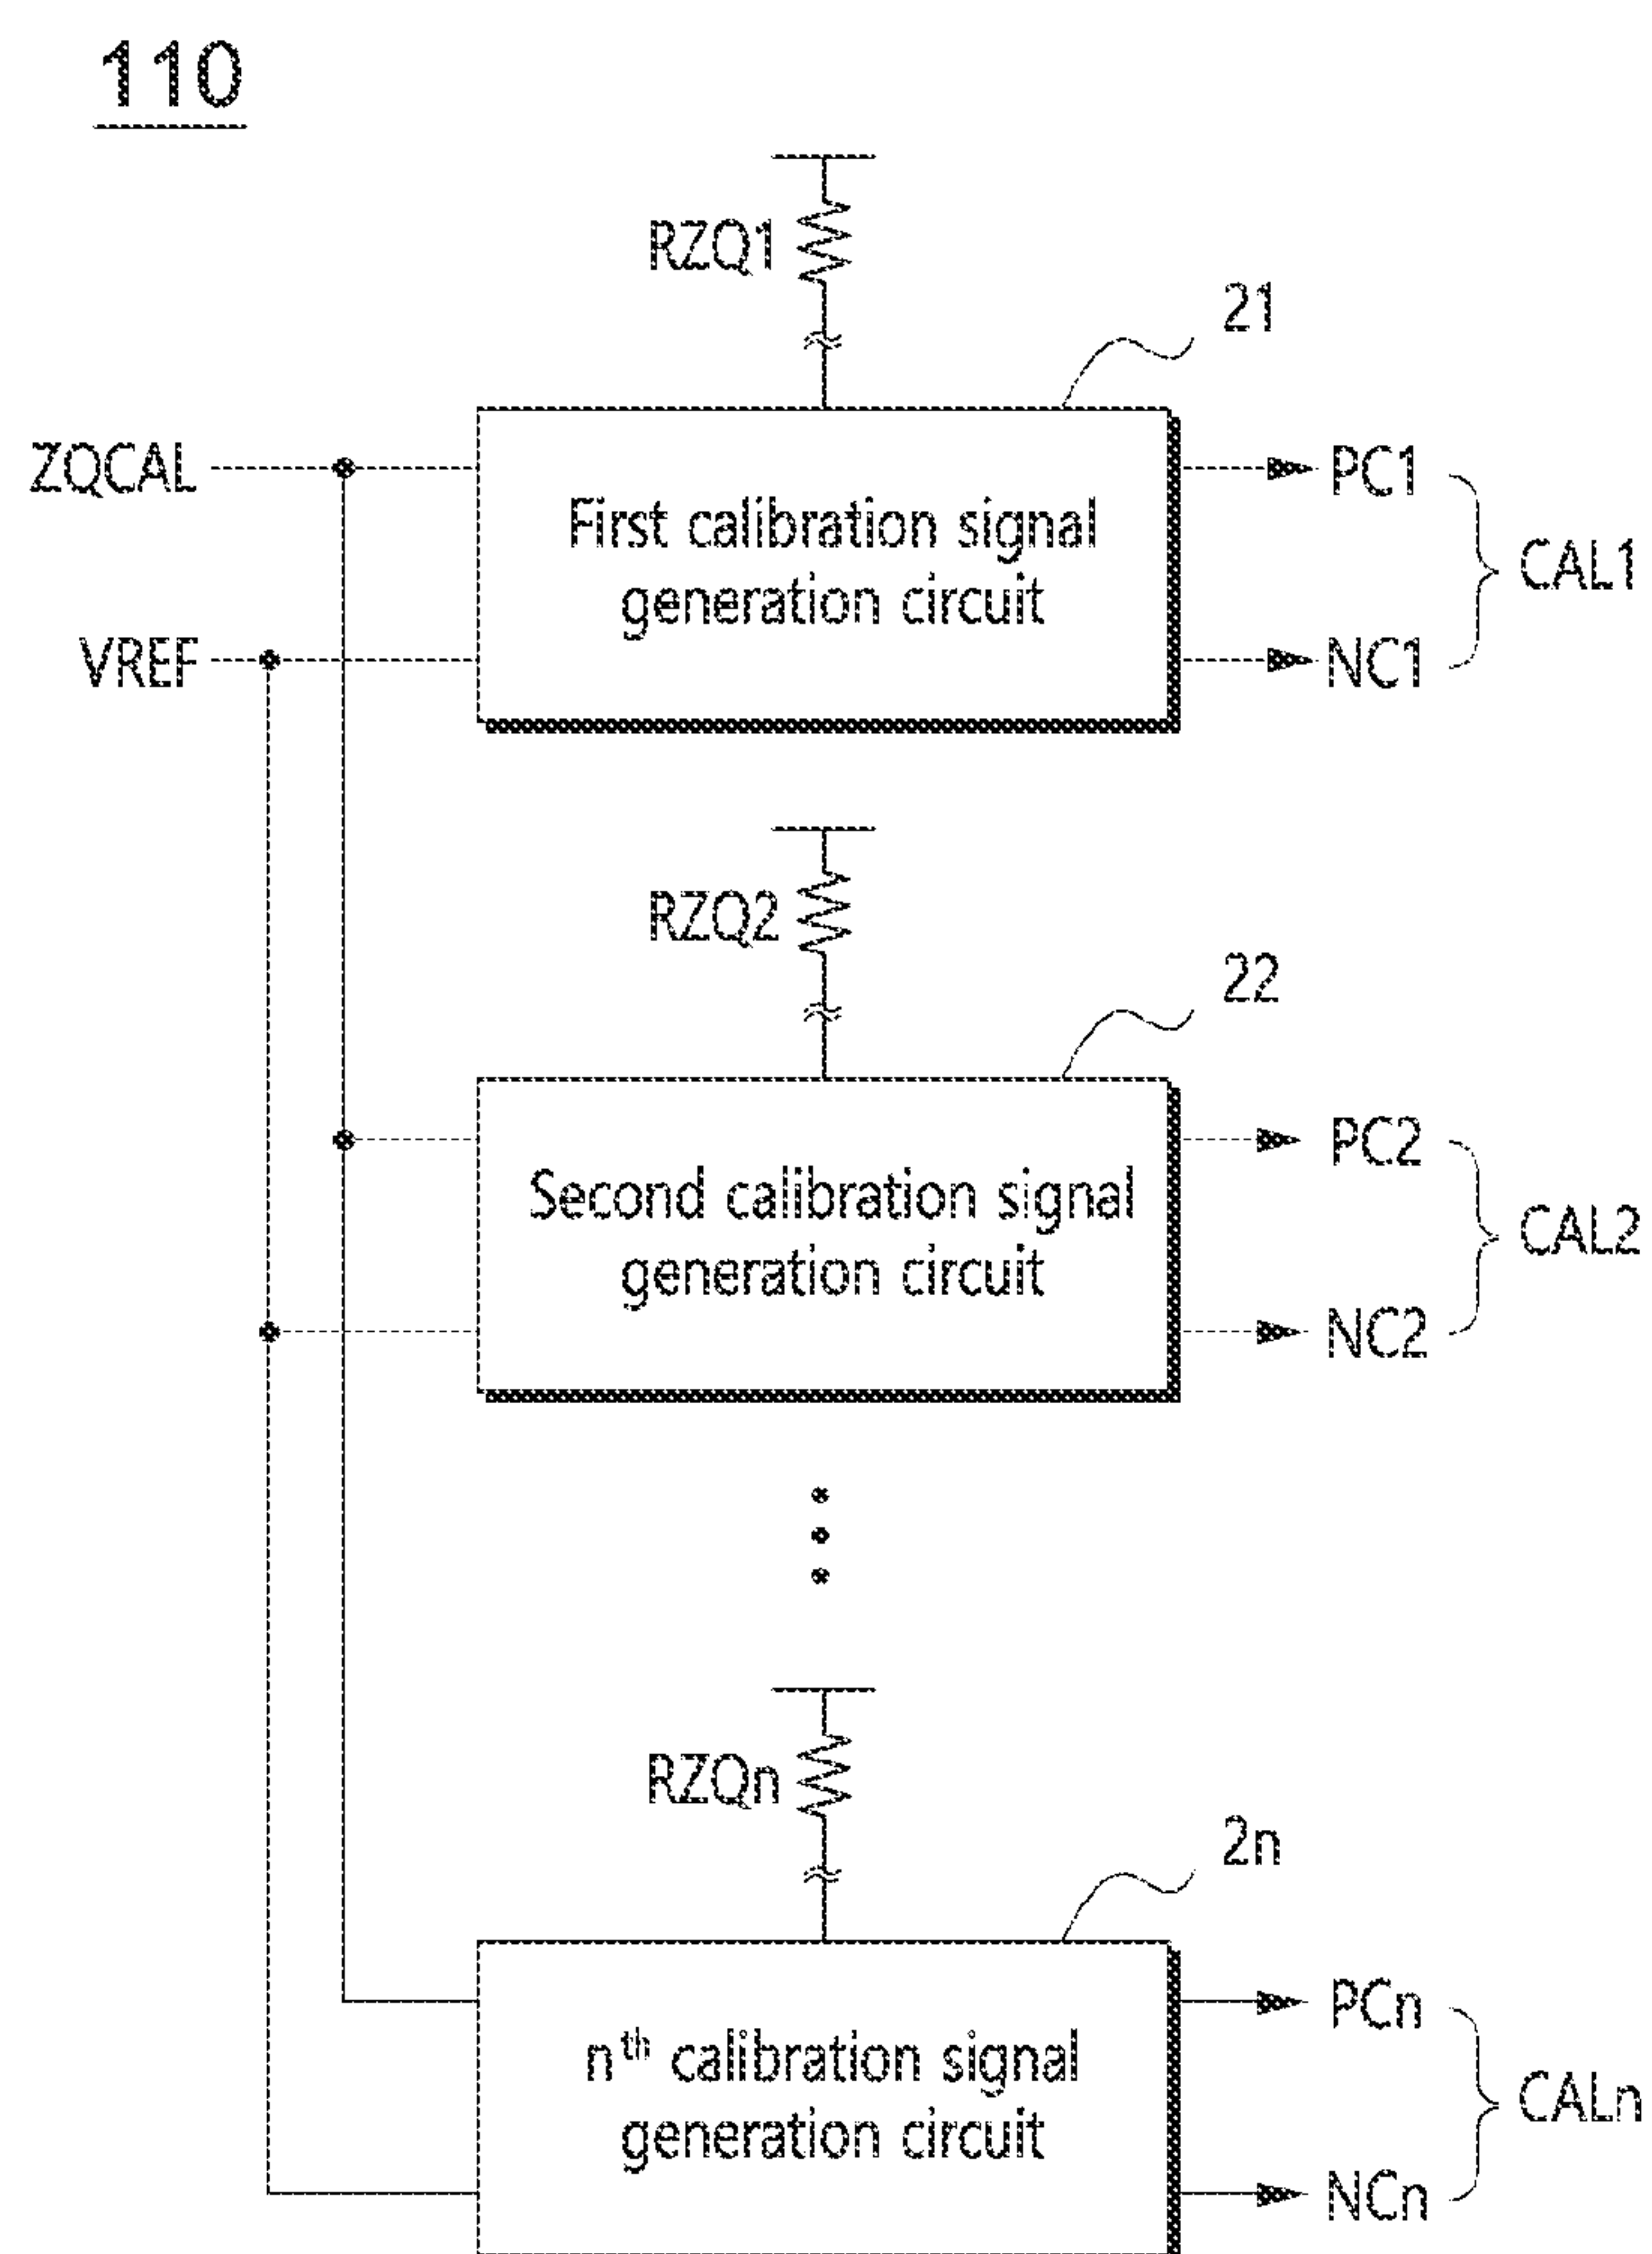 110
RZQ1
21
ZQCAL
VREF
First calibration signal
generation circuit
PC1
NC1
CAL1
RZQ2
22
Second calibration signal
generation circuit
PC2
NC2
CAL2
RZQn
2n
nth calibration signal
generation circuit
PCn
NCn
CALn